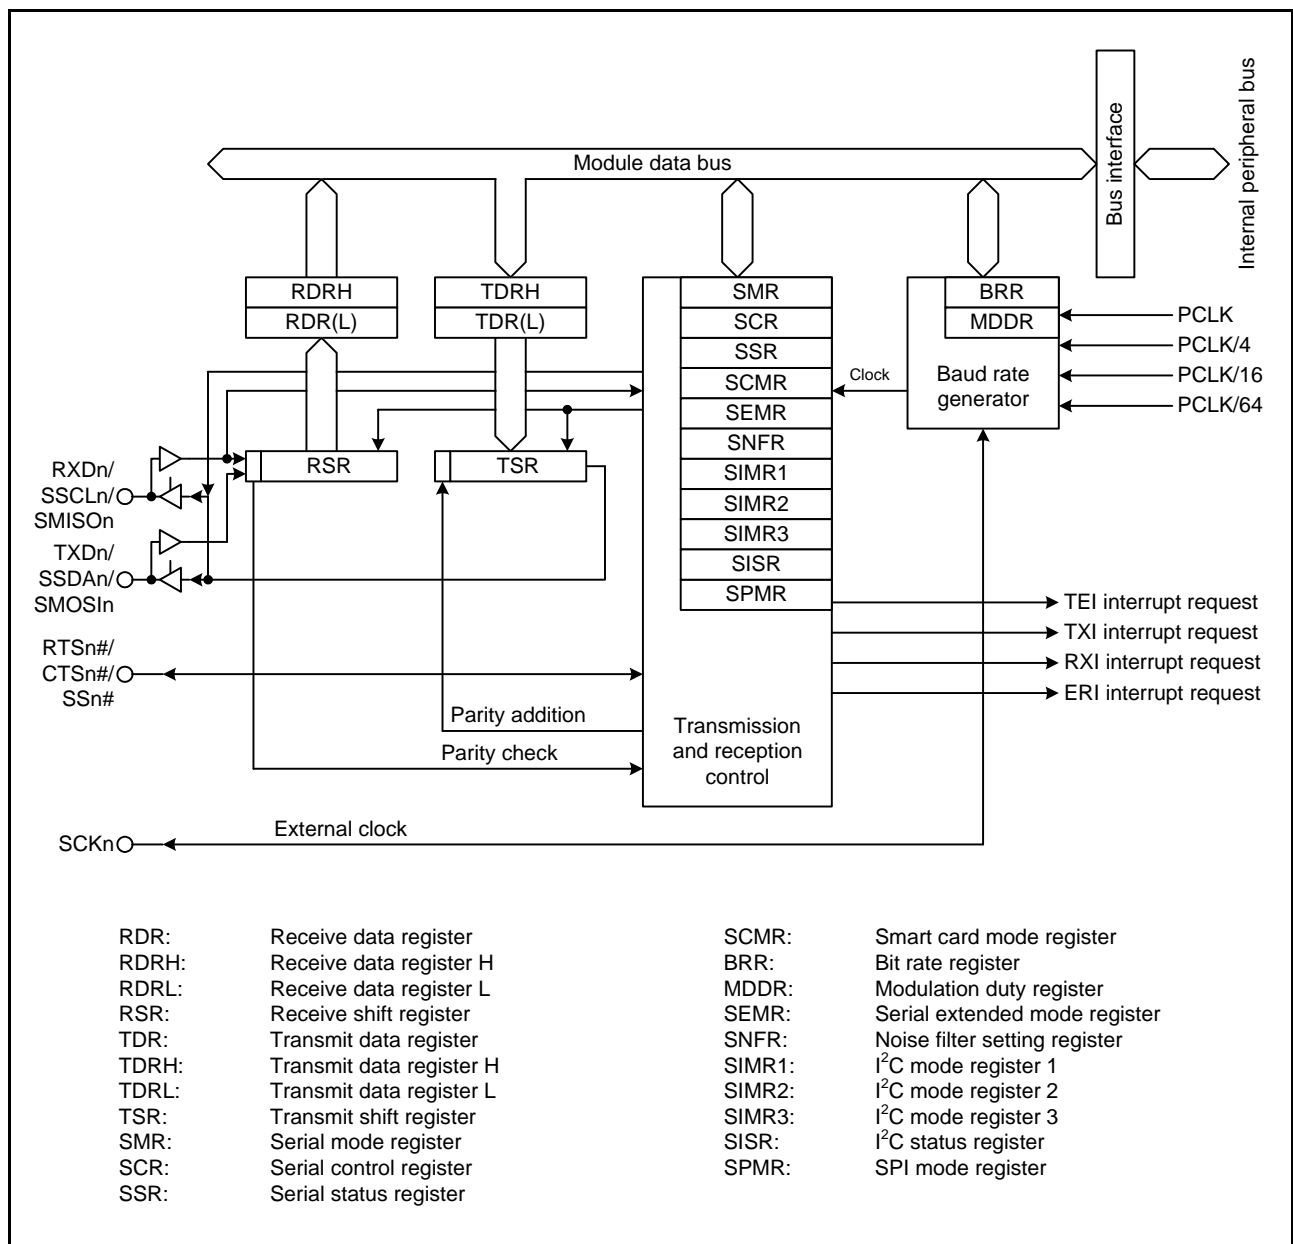 Module data bus
Bus interface
Internal peripheral bus
RDRH
RDR(L)
TDRH
TDR(L)
SMR
SCR
SSR
SCMR
SEMR
SNFR
SIMR1
SIMR2
SIMR3
SISR
SPMR
BRR
MDDR
Baud rate
generator
Clock
PCLK
PCLK/4
PCLK/16
PCLK/64
RSR
TSR
RXDn/
SSCLn/
SMISOn
TXDn/
SSDAn/
SMOSIn
RTSn#/
CTSn#/
SSn#
TEI interrupt request
TXI interrupt request
RXI interrupt request
ERI interrupt request
Parity addition
Parity check
Transmission
and reception
control
External clock
SCKn
RDR: Receive data register
RDRH: Receive data register H
RDRL: Receive data register L
RSR: Receive shift register
TDR: Transmit data register
TDRH: Transmit data register H
TDRL: Transmit data register L
TSR: Transmit shift register
SMR: Serial mode register
SCR: Serial control register
SSR: Serial status register
SCMR: Smart card mode register
BRR: Bit rate register
MDDR: Modulation duty register
SEMR: Serial extended mode register
SNFR: Noise filter setting register
SIMR1: I²C mode register 1
SIMR2: I²C mode register 2
SIMR3: I²C mode register 3
SISR: I²C status register
SPMR: SPI mode register